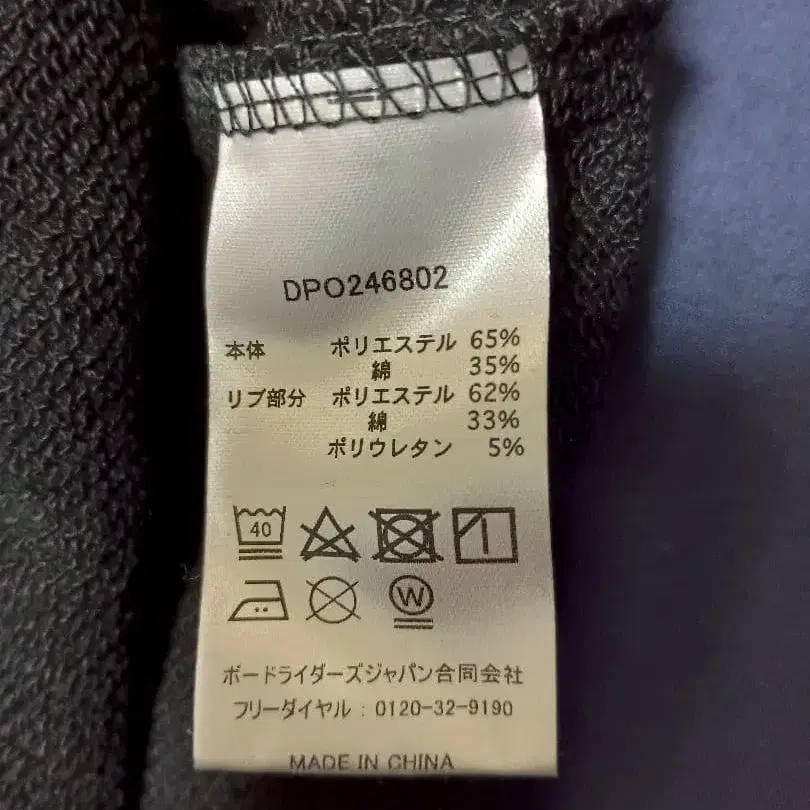 DPO246802
本体 ポリエステル 65%
綿 35%
リブ部分 ポリエステル 62%
綿 33%
ポリウレタン 5%
40
W
ボードライダーズジャパン合同会社
フリーダイヤル : 0120-32-9190
MADE IN CHINA